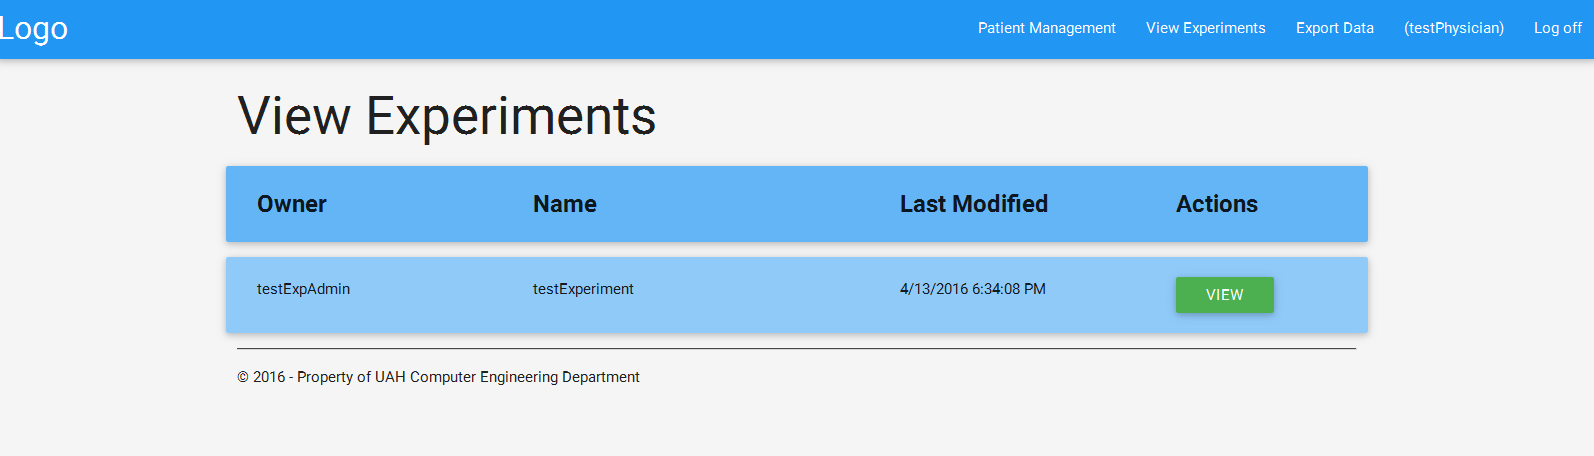 Logo Patient Management View Experiments Export Data (testPhysician) Log off
View Experiments
Owner Name Last Modified Actions
testExpAdmin testExperiment 4/13/2016 6:34:08 PM VIEW
© 2016 - Property of UAH Computer Engineering Department